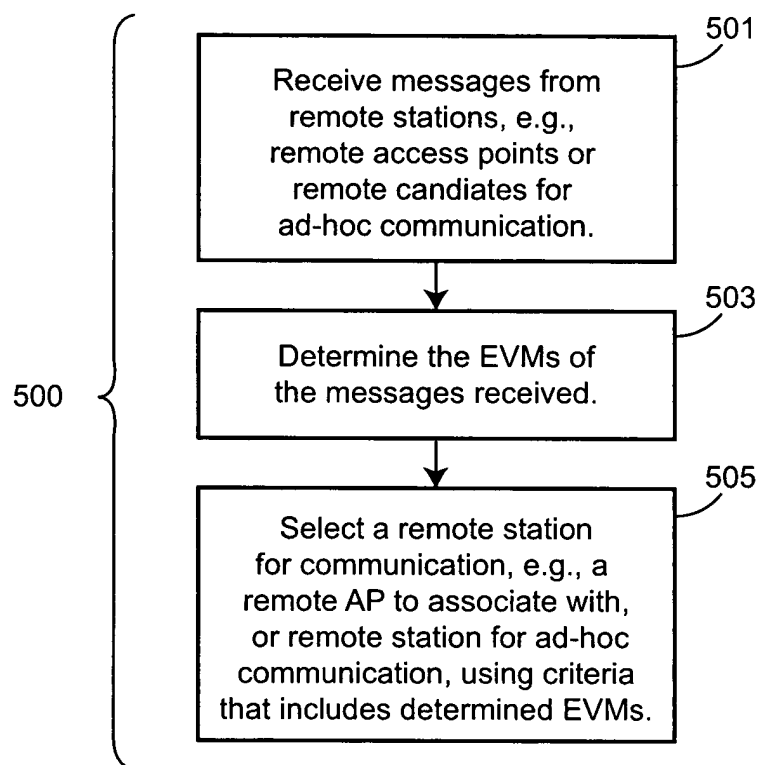 501
Receive messages from
remote stations, e.g.,
remote access points or
remote candiates for
ad-hoc communication.
503
Determine the EVMs of
the messages received.
500
505
Select a remote station
for communication, e.g., a
remote AP to associate with,
or remote station for ad-hoc
communication, using criteria
that includes determined EVMs.